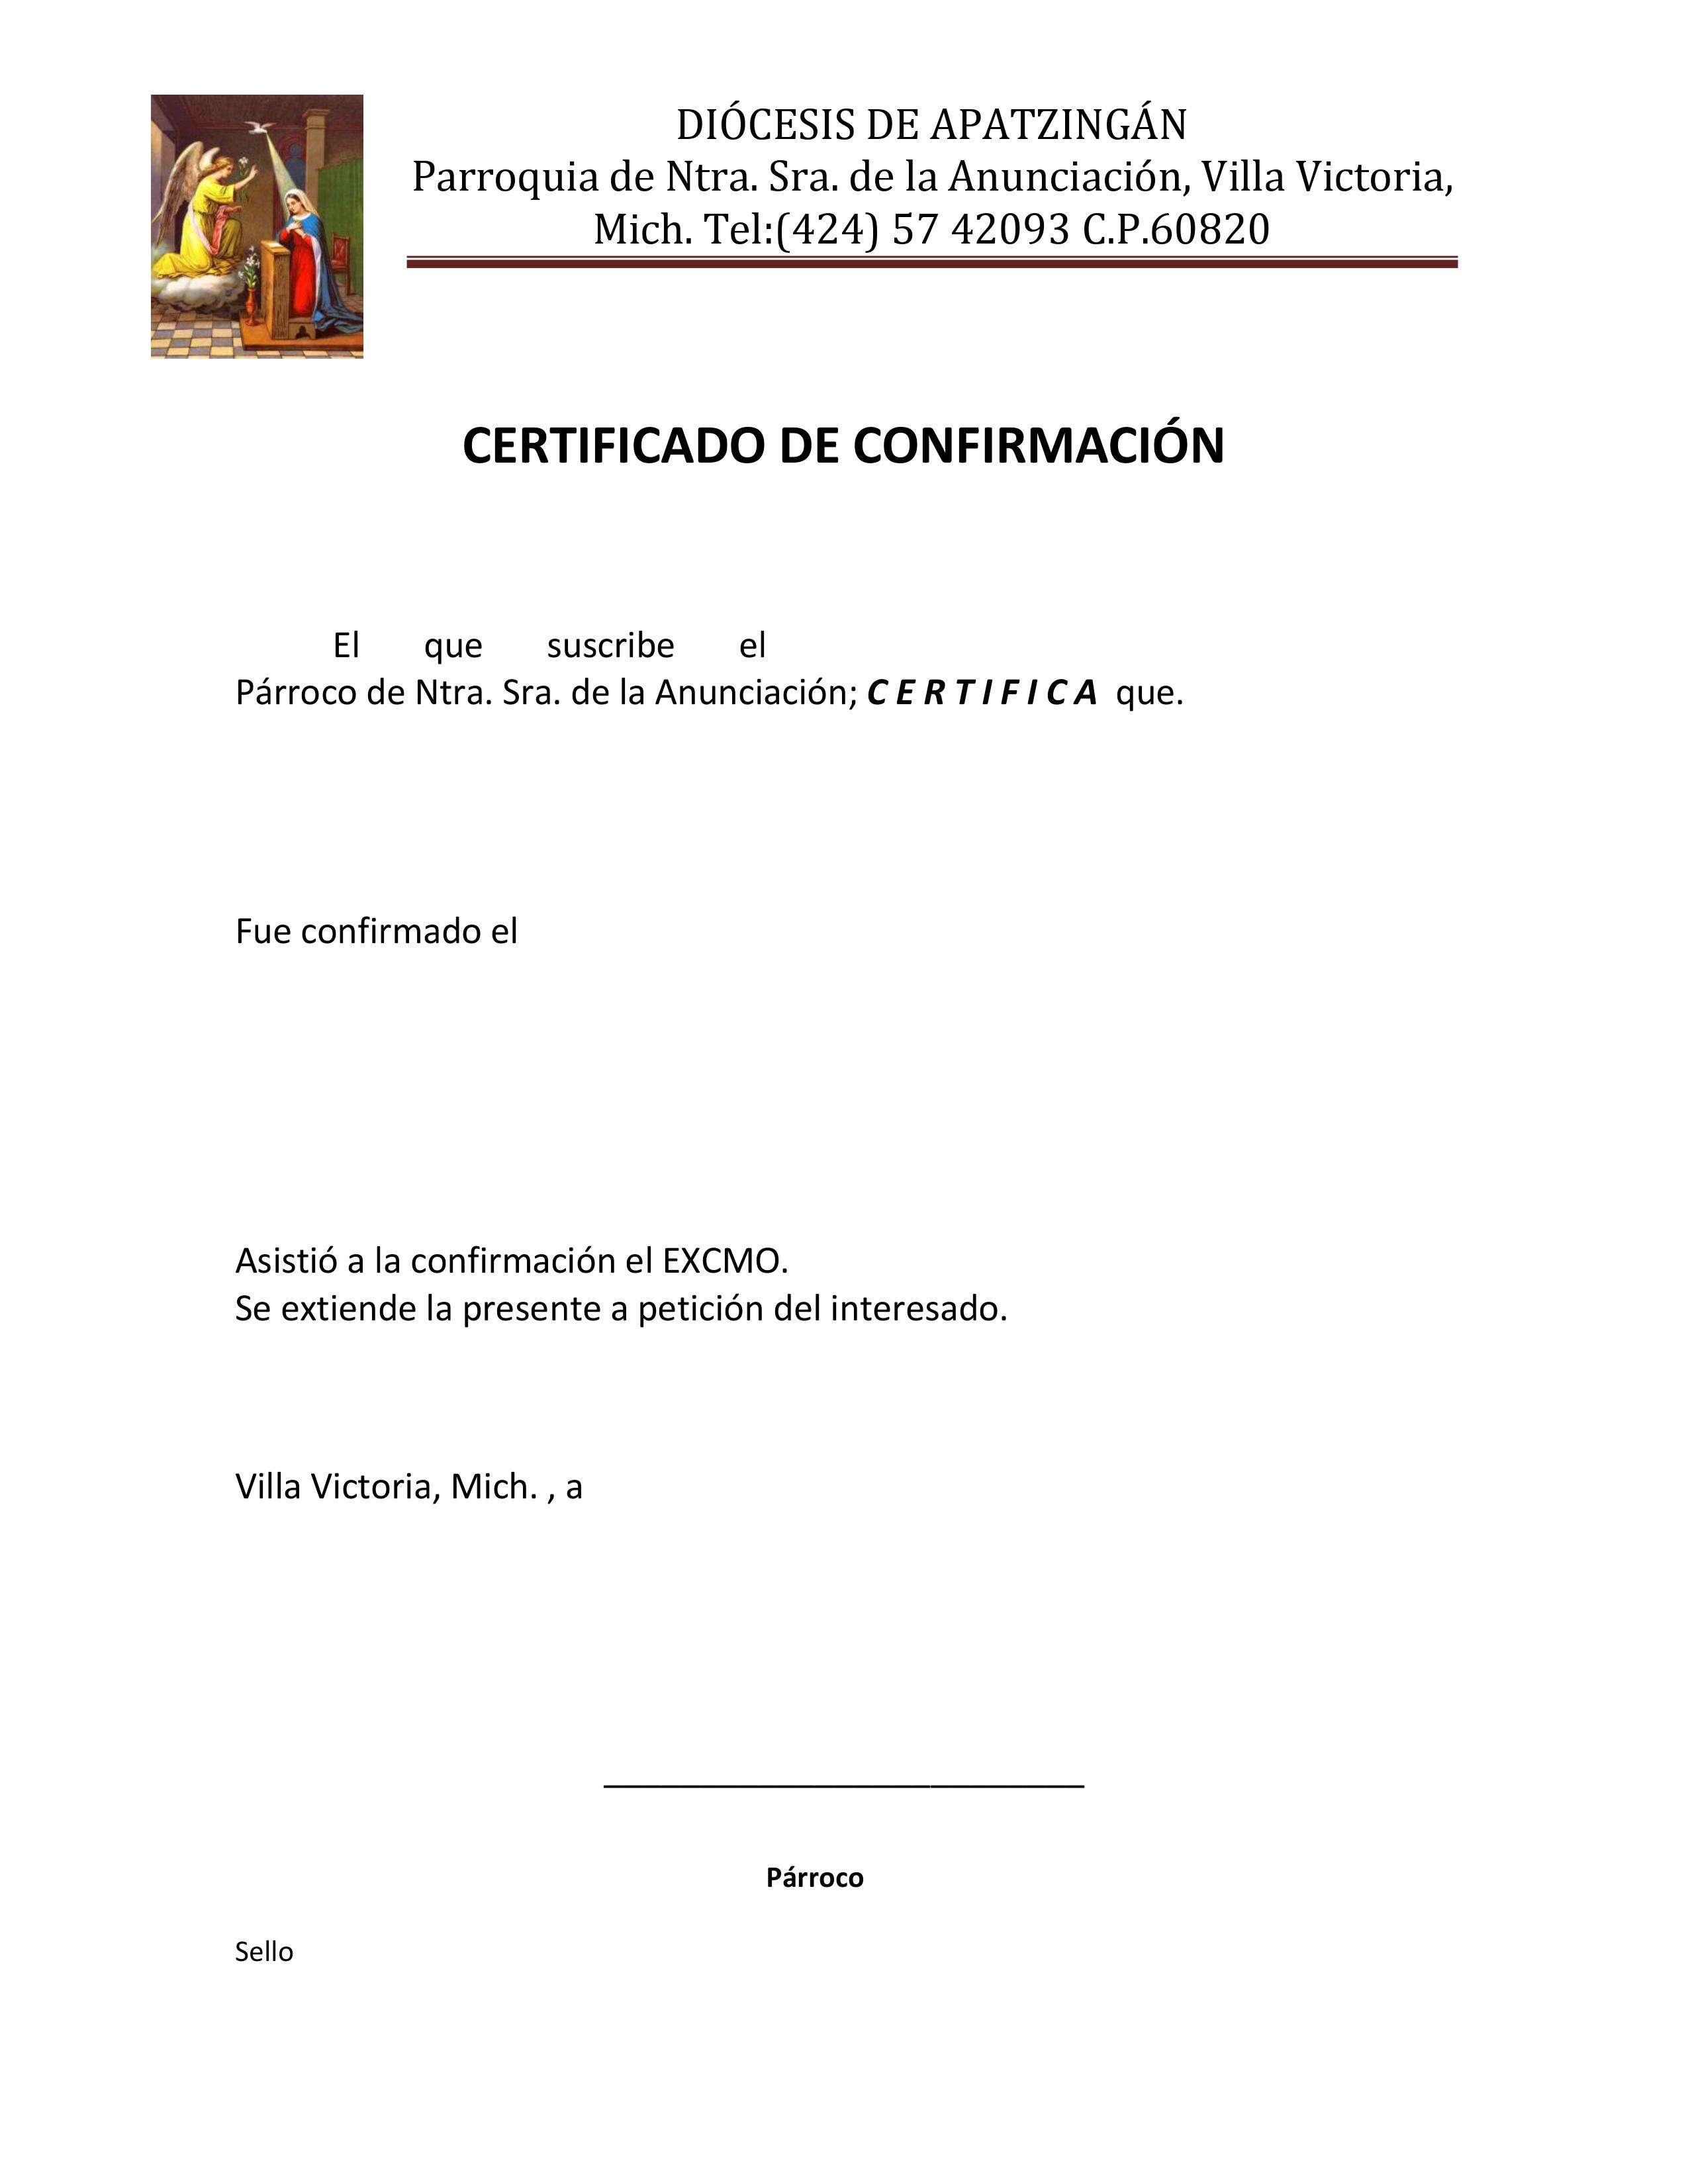 DIÓCESIS DE APATZINGÁN
Parroquia de Ntra. Sra. de la Anunciación, Villa Victoria,
Mich. Tel:(424) 57 42093 C.P.60820
CERTIFICADO DE CONFIRMACIÓN
El que suscribe el
Párroco de Ntra. Sra. de la Anunciación; C E R T I F I C A que.
Fue confirmado el
Asistió a la confirmación el EXCMO.
Se extiende la presente a petición del interesado.
Villa Victoria, Mich. , a
Párroco
Sello